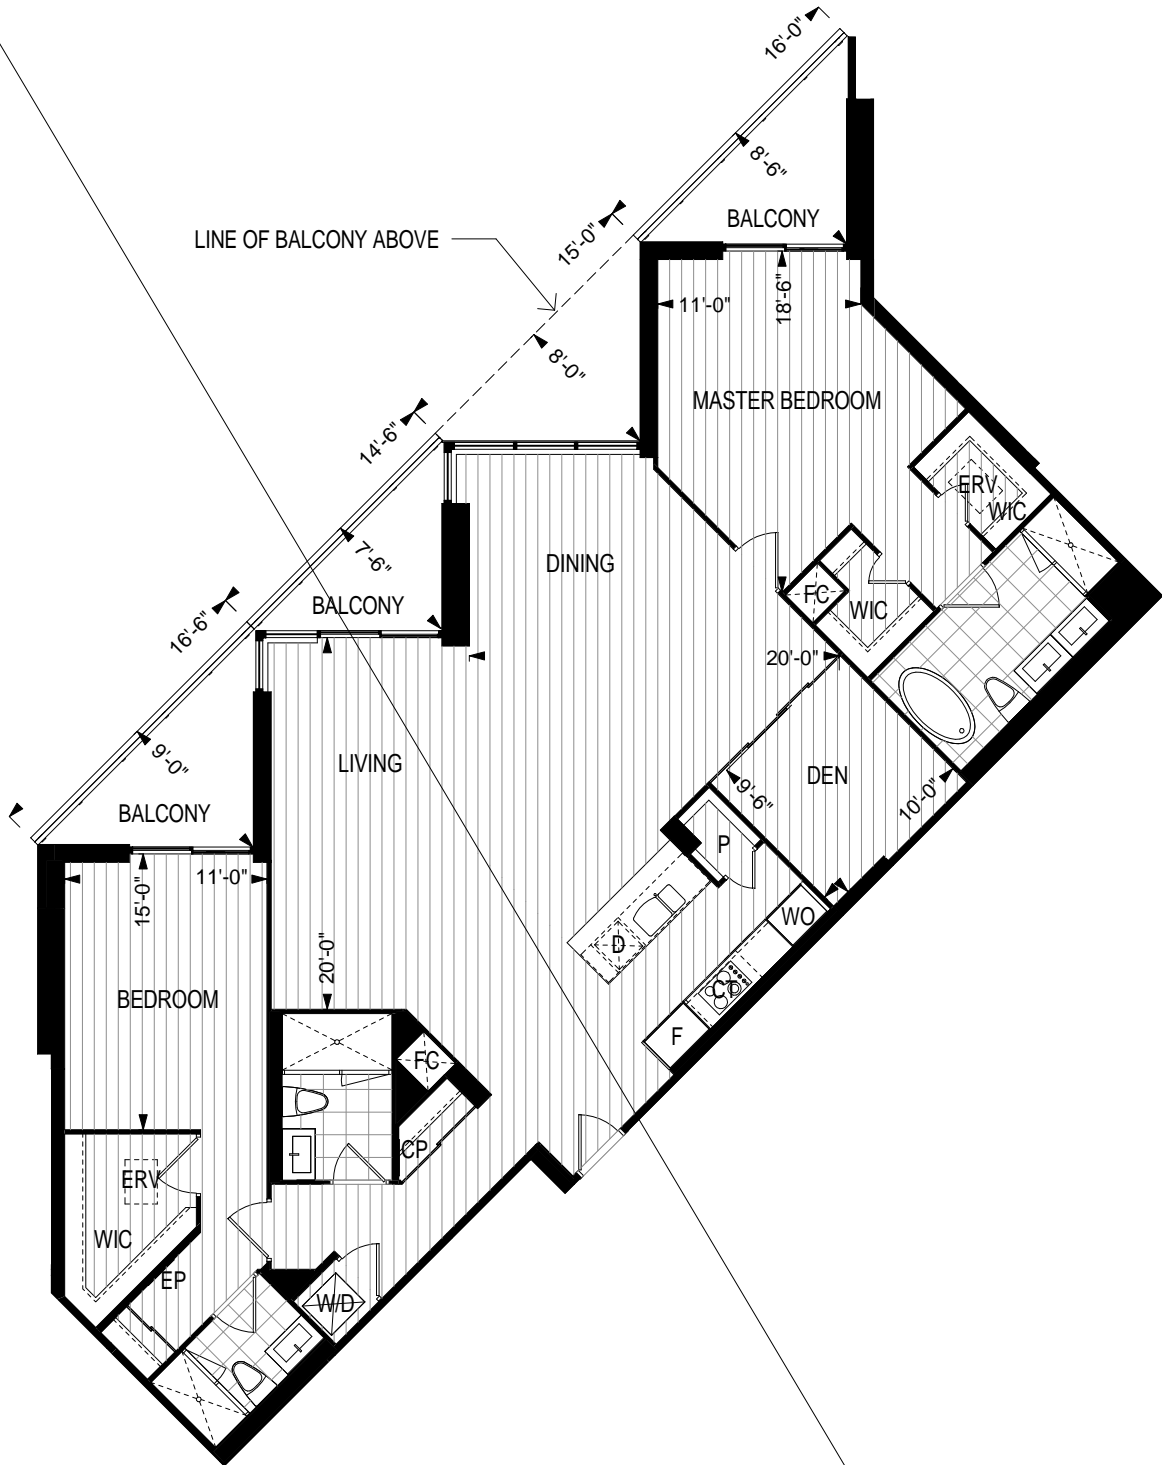 16'-0"
8'-6"
BALCONY
15'-0"
LINE OF BALCONY ABOVE
11'-0"
18'-6"
8'-0"
MASTER BEDROOM
14'-6"
ERV
WIC
7'-6"
DINING
FC
WIC
BALCONY
16'-6"
20'-0"
LIVING
DEN
9'-0"
9'-6"
10'-0"
BALCONY
P
11'-0"
15'-0"
WO
D
20'-0"
BEDROOM
F
FC
CP
ERV
WIC
EP
W/D